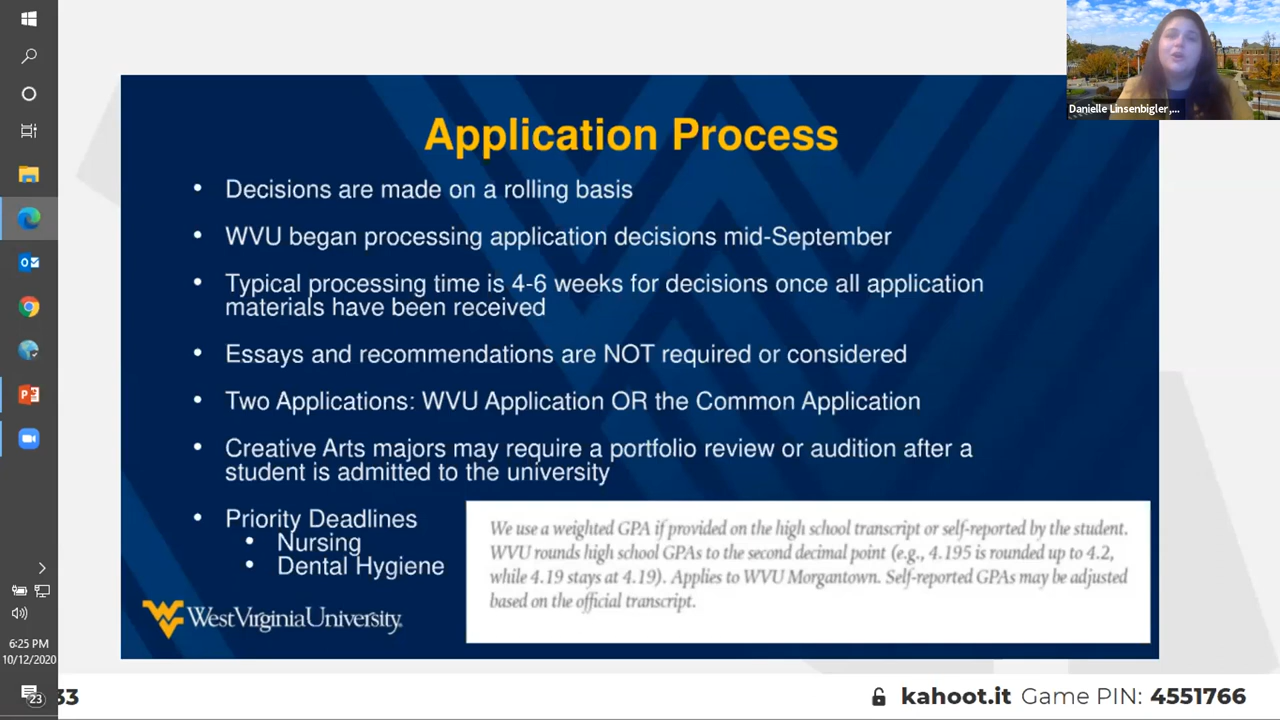 Danielle Linsenbigler,...
Application Process
• Decisions are made on a rolling basis
• WVU began processing application decisions mid-September
• Typical processing time is 4-6 weeks for decisions once all application
materials have been received
• Essays and recommendations are NOT required or considered
• Two Applications: WVU Application OR the Common Application
• Creative Arts majors may require a portfolio review or audition after a
student is admitted to the university
• Priority Deadlines
• Nursing
• Dental Hygiene
We use a weighted GPA if provided on the high school transcript or self-reported by the student.
WVU rounds high school GPAs to the second decimal point (e.g., 4.195 is rounded up to 4.2,
while 4.19 stays at 4.19). Applies to WVU Morgantown. Self-reported GPAs may be adjusted
based on the official transcript.
WestVirginiaUniversity.
6:25 PM
10/12/2020
23
33
kahoot.it Game PIN: 4551766